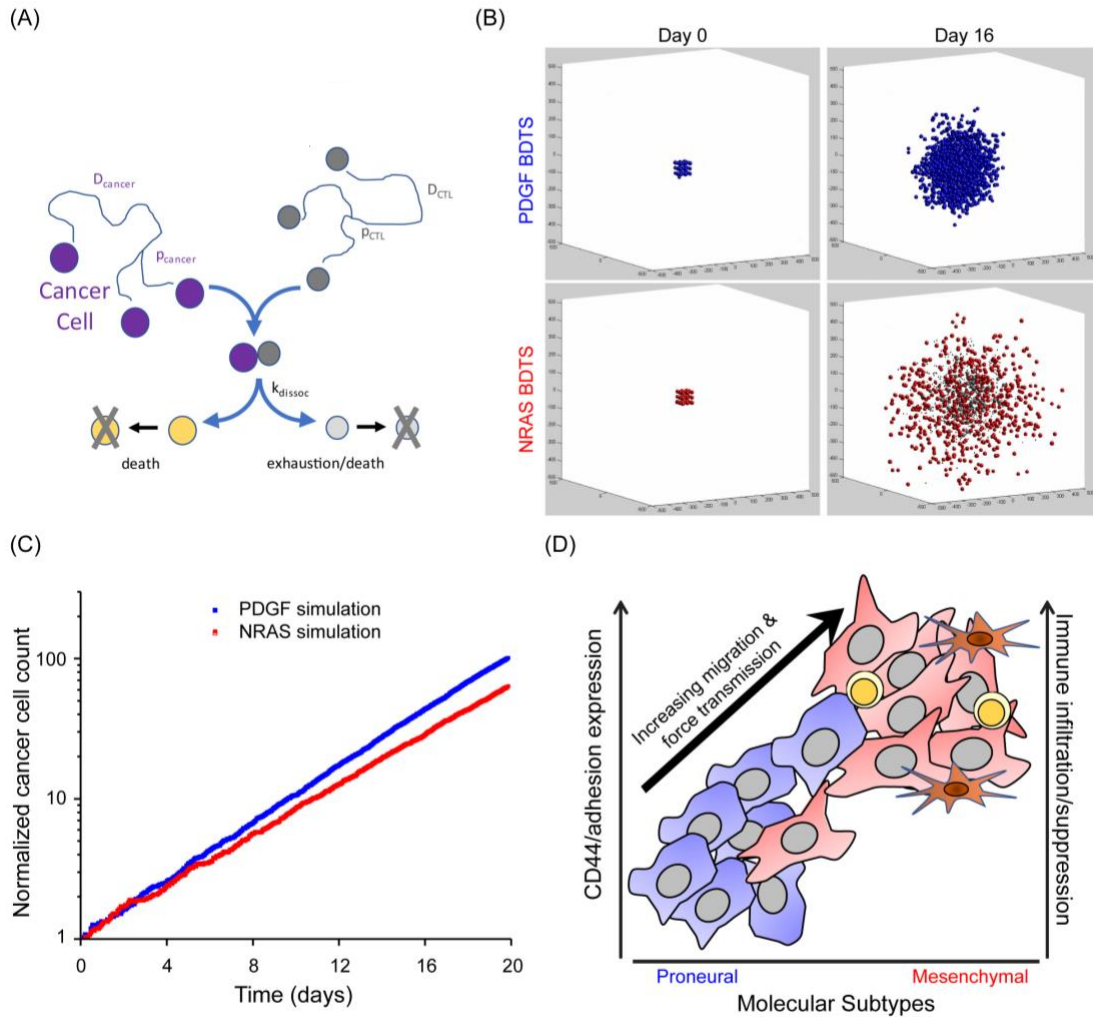 (A)
D_cancer
p_cancer
Cancer
Cell
D_CTL
p_CTL
k_dissoc
death
exhaustion/death
(B)
Day 0
Day 16
PDGF BDTS
NRAS BDTS
(C)
Normalized cancer cell count
PDGF simulation
NRAS simulation
100
10
1
0 4 8 12 16 20
Time (days)
(D)
CD44/adhesion expression
Increasing migration &
force transmission
Immune infiltration/suppression
Proneural
Mesenchymal
Molecular Subtypes